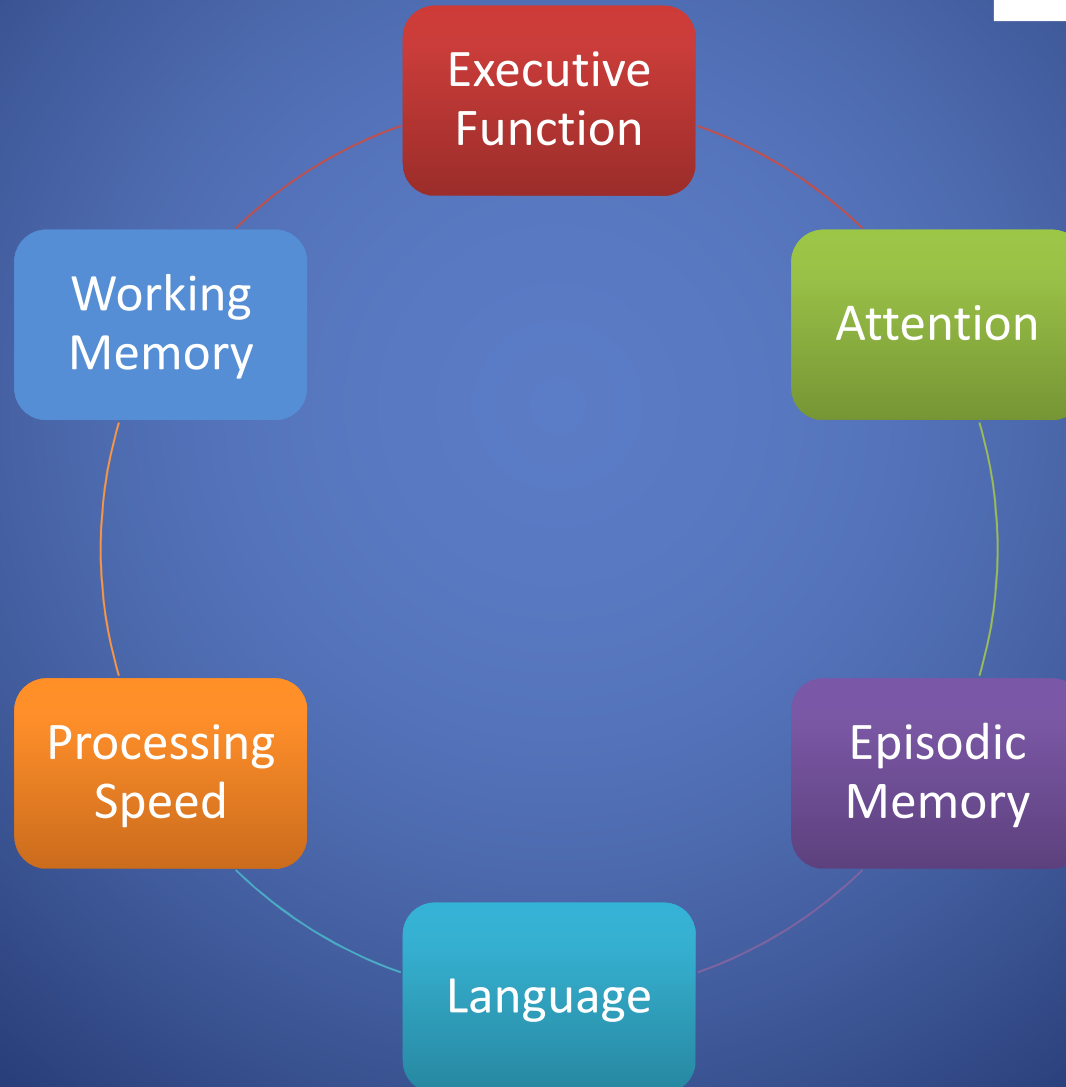 Executive
Function
Attention
Episodic
Memory
Language
Processing
Speed
Working
Memory